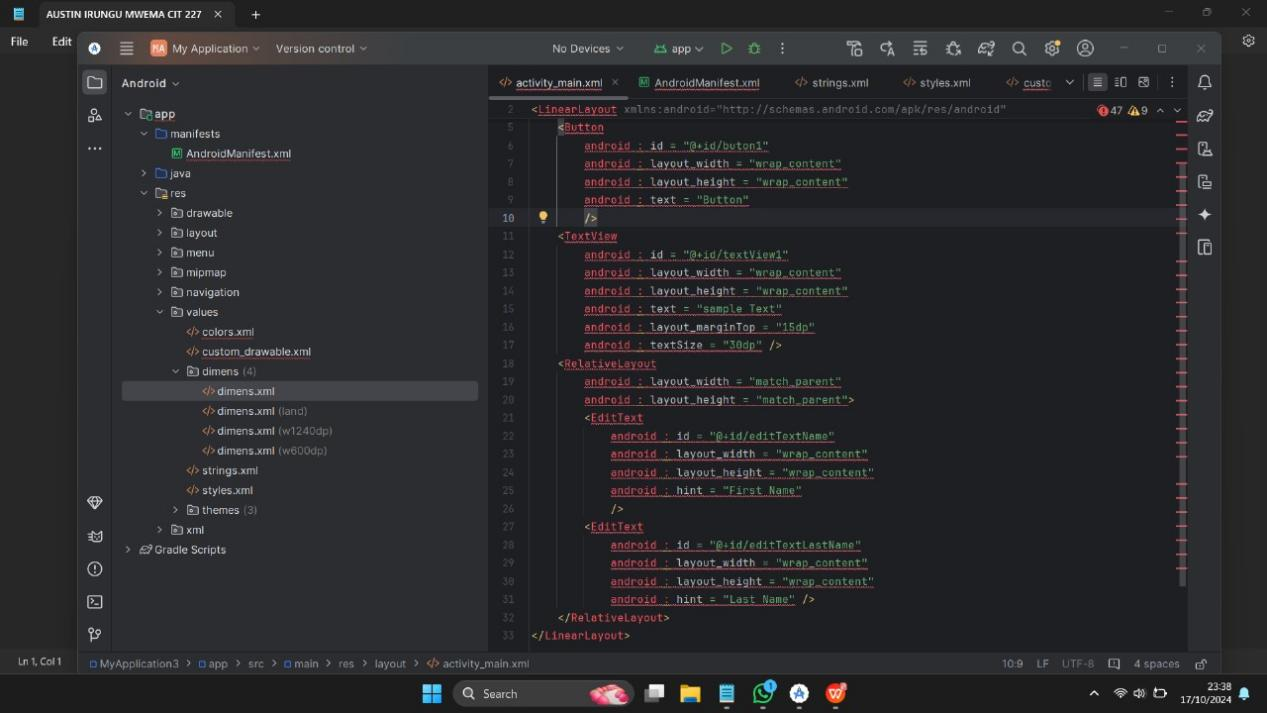 AUSTIN IRUNGU MWEMA CIT 227
File Edit
MA My Application Version control No Devices app
Android
activity_main.xml AndroidManifest.xml strings.xml styles.xml custo
app
manifests
AndroidManifest.xml
java
res
drawable
layout
menu
mipmap
navigation
values
colors.xml
custom_drawable.xml
dimens (4)
dimens.xml
dimens.xml (land)
dimens.xml (w1240dp)
dimens.xml (w600dp)
strings.xml
styles.xml
themes (3)
xml
Gradle Scripts
2 <LinearLayout xmlns:android="http://schemas.android.com/apk/res/android" 47 9
5 <Button
6 android : id = "@+id/buton1"
7 android : layout_width = "wrap_content"
8 android : layout_height = "wrap_content"
9 android : text = "Button"
10 />
11 <TextView
12 android : id = "@+id/textView1"
13 android : layout_width = "wrap_content"
14 android : layout_height = "wrap_content"
15 android : text = "sample Text"
16 android : layout_marginTop = "15dp"
17 android : textSize = "30dp" />
18 <RelativeLayout
19 android : layout_width = "match_parent"
20 android : layout_height = "match_parent">
21 <EditText
22 android : id = "@+id/editTextName"
23 android : layout_width = "wrap_content"
24 android : layout_height = "wrap_content"
25 android : hint = "First Name"
26 />
27 <EditText
28 android : id = "@+id/editTextLastName"
29 android : layout_width = "wrap_content"
30 android : layout_height = "wrap_content"
31 android : hint = "Last Name" />
32 </RelativeLayout>
33 </LinearLayout>
Ln 1, Col 1
MyApplication3 > app > src > main > res > layout > activity_main.xml 10:9 LF UTF-8 4 spaces
Search
1
23:38
17/10/2024